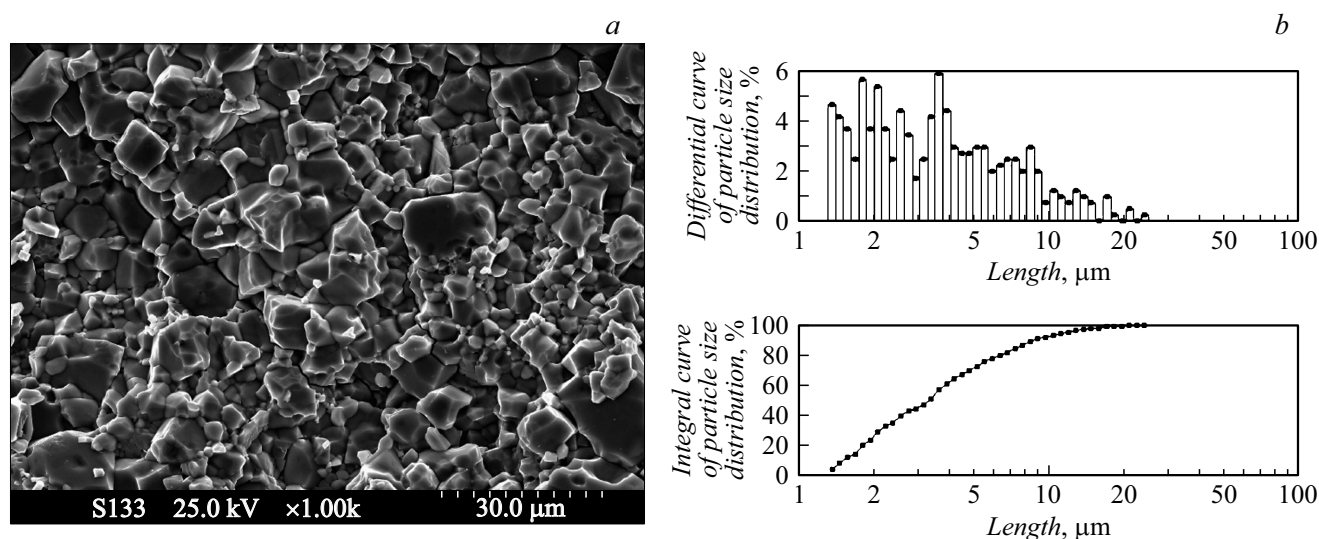 a
S133 25.0 kV ×1.00k 30.0 μm
b
Differential curve
of particle size
distribution, %
6
4
2
0
1 2 5 10 20 50 100
Length, μm
Integral curve
of particle size
distribution, %
100
80
60
40
20
0
1 2 5 10 20 50 100
Length, μm